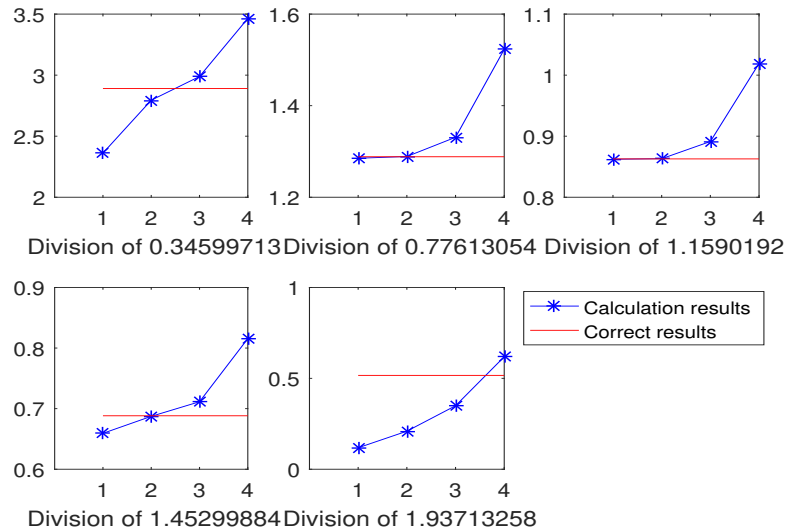 3.5
3
2.5
2
1 2 3 4
Division of 0.34599713
1.6
1.4
1.2
1 2 3 4
Division of 0.77613054
1.1
1
0.9
0.8
1 2 3 4
Division of 1.1590192
0.9
0.8
0.7
0.6
1 2 3 4
Division of 1.45299884
1
0.5
0
1 2 3 4
Division of 1.93713258
Calculation results
Correct results